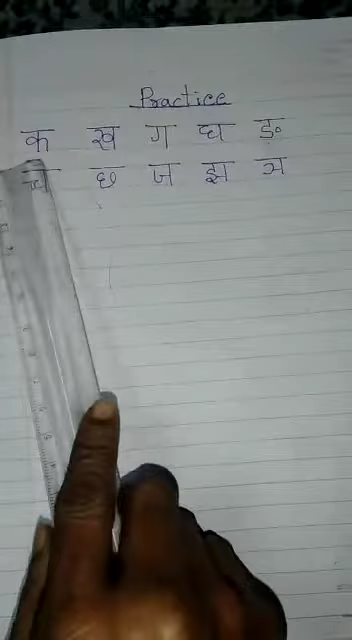 Practice
क ख ग घ ङ
च छ ज झ ञ